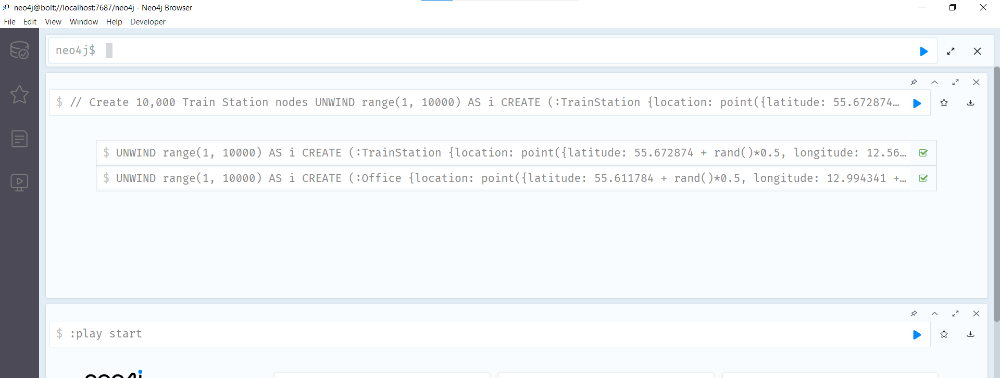 neo4j@bolt://localhost:7687/neo4j - Neo4j Browser
File Edit View Window Help Developer
neo4j$
$ // Create 10,000 Train Station nodes UNWIND range(1, 10000) AS i CREATE (:TrainStation {location: point({latitude: 55.672874…
$ UNWIND range(1, 10000) AS i CREATE (:TrainStation {location: point({latitude: 55.672874 + rand()*0.5, longitude: 12.56…
$ UNWIND range(1, 10000) AS i CREATE (:Office {location: point({latitude: 55.611784 + rand()*0.5, longitude: 12.994341 +…
$ :play start
neo4j